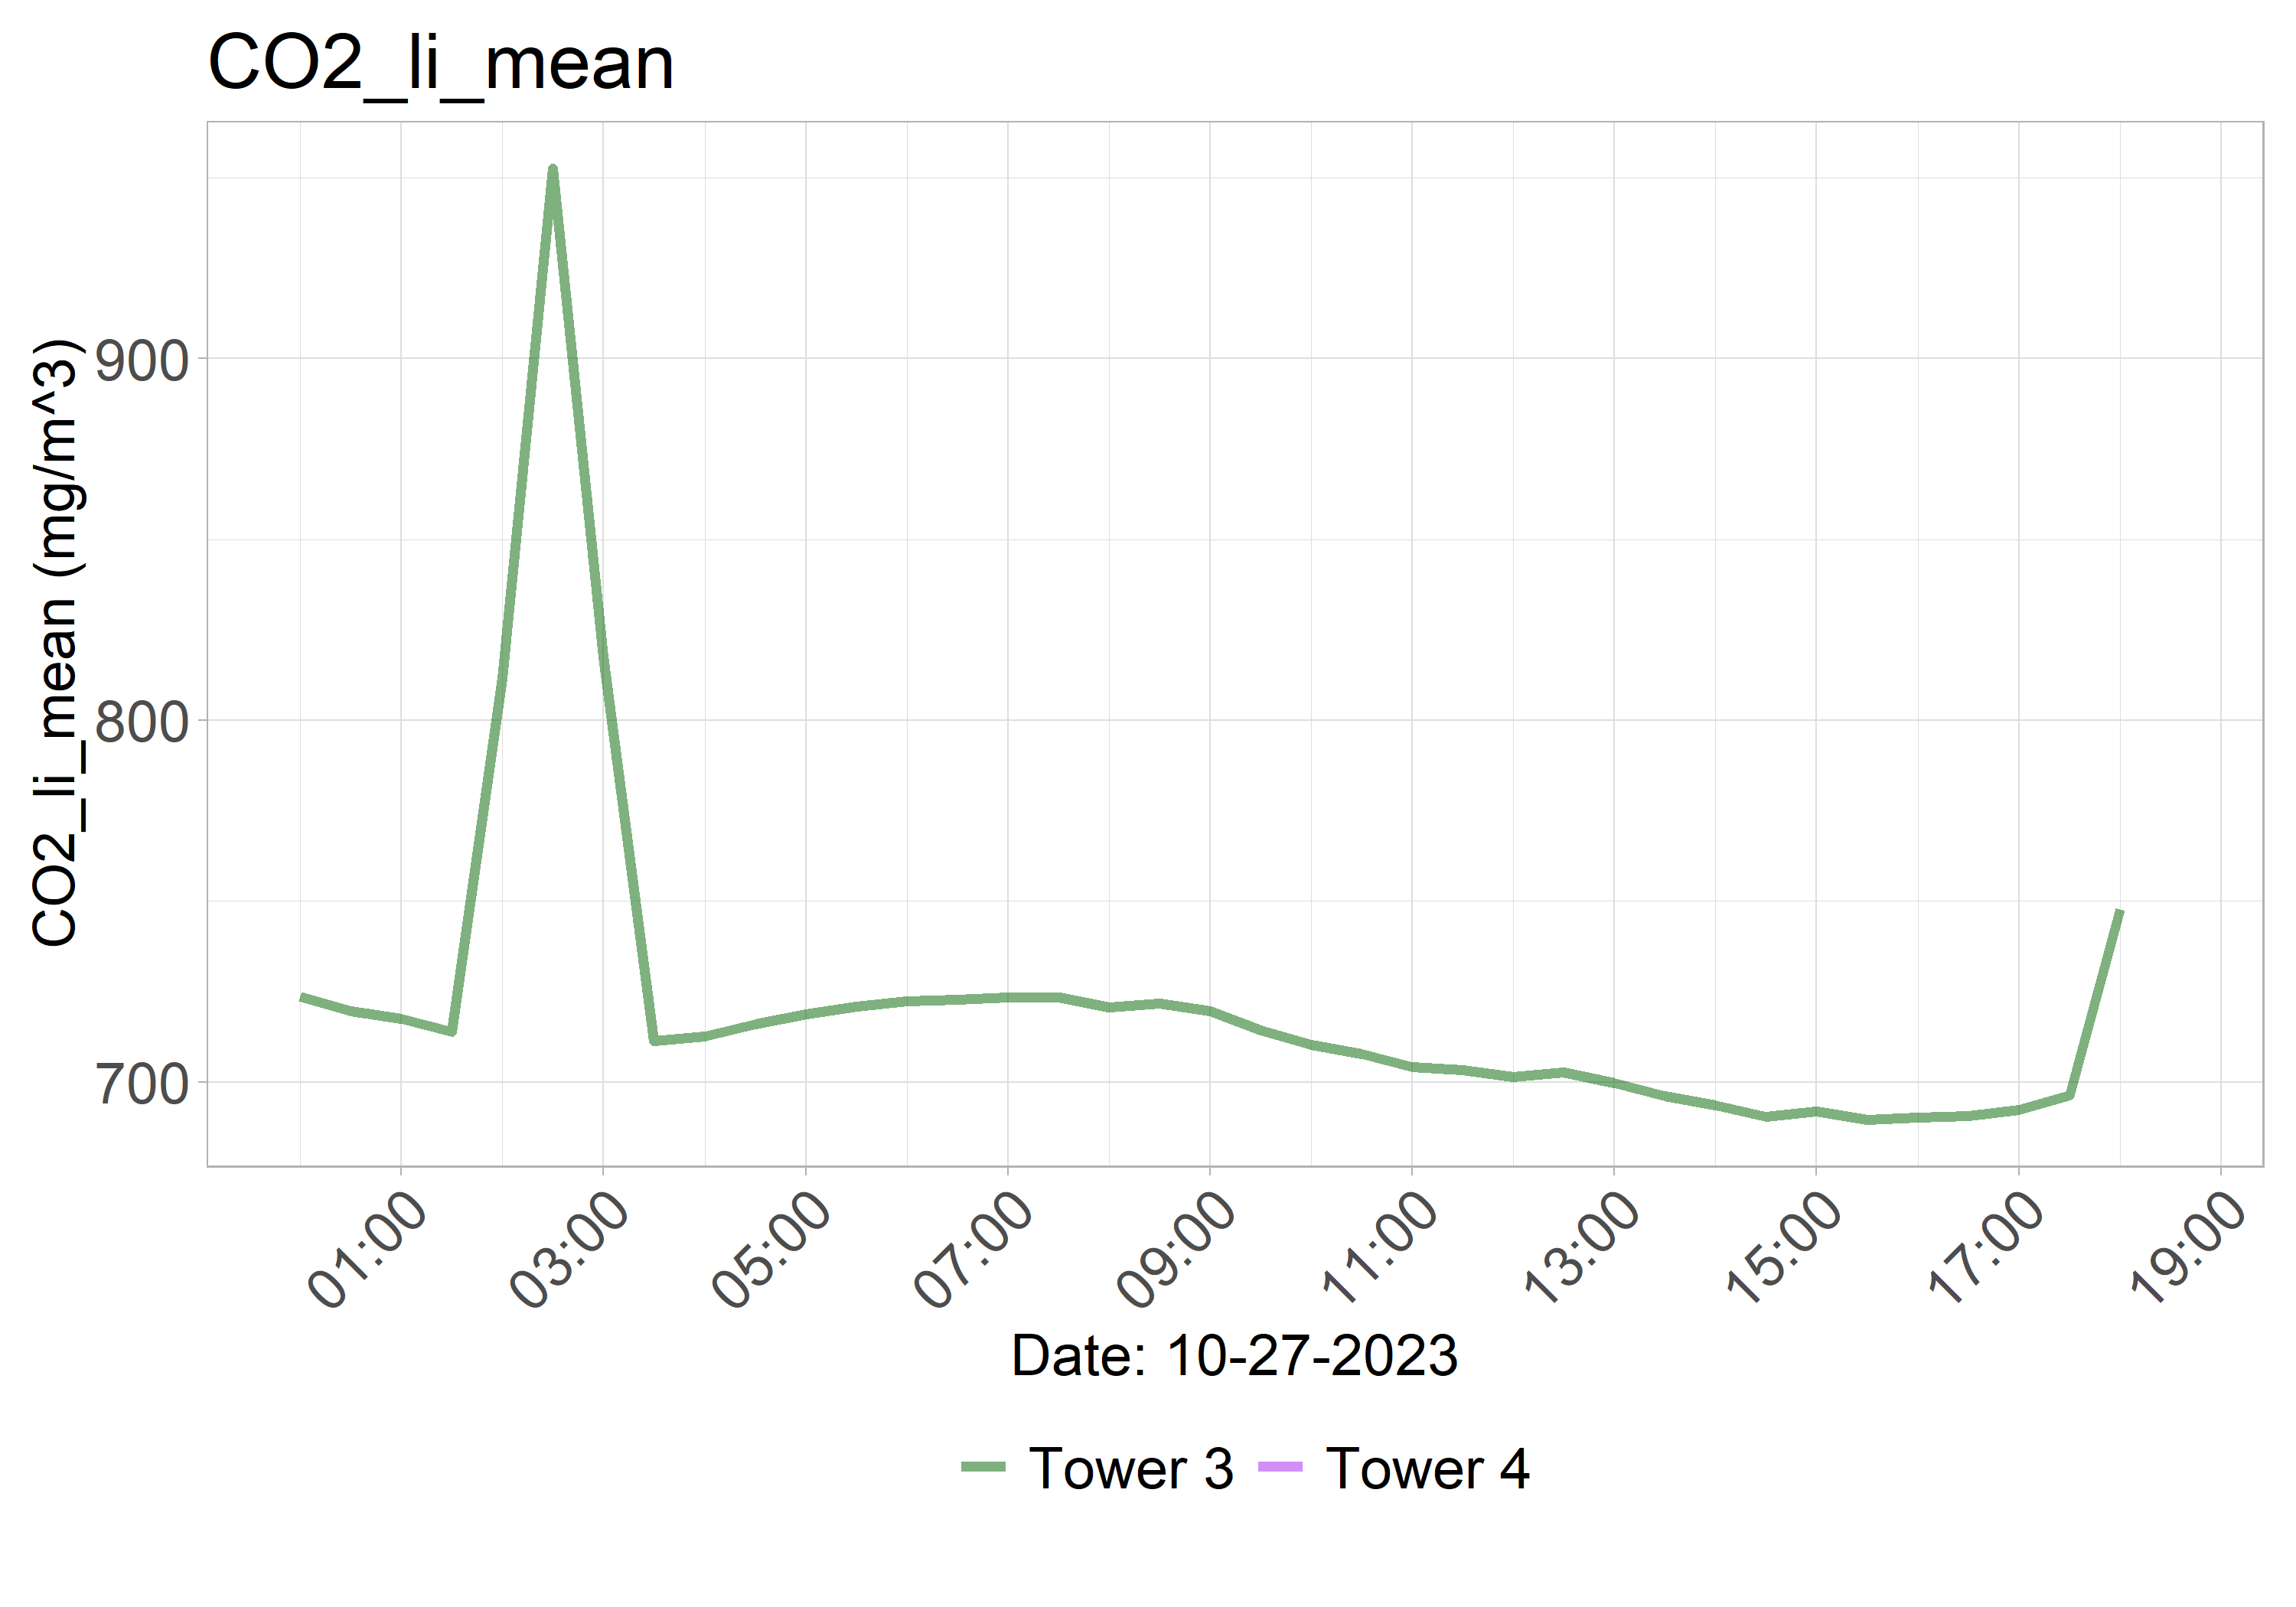 CO2_li_mean
CO2_li_mean (mg/m^3)
900
800
700
01:00
03:00
05:00
07:00
09:00
11:00
13:00
15:00
17:00
19:00
Date: 10-27-2023
Tower 3
Tower 4